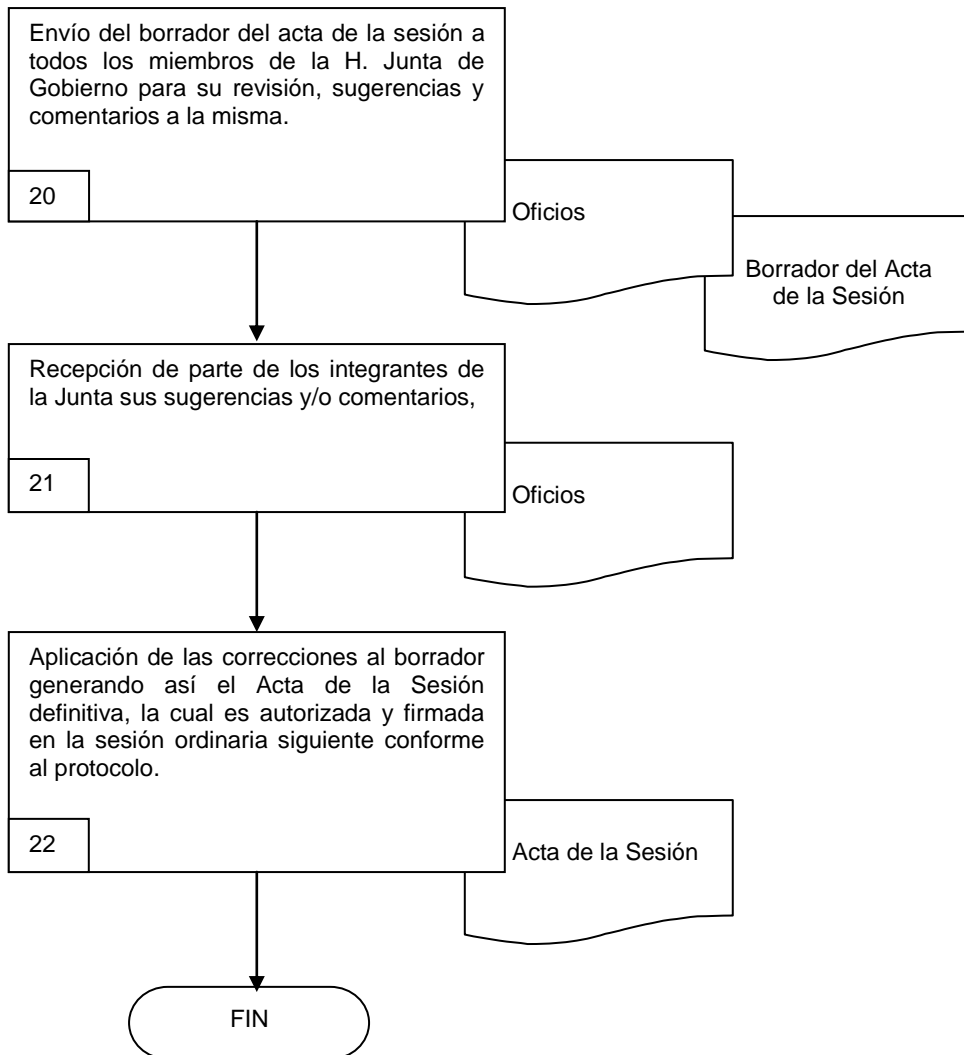 Envío del borrador del acta de la sesión a
todos los miembros de la H. Junta de
Gobierno para su revisión, sugerencias y
comentarios a la misma.
20
Oficios
Borrador del Acta
de la Sesión
Recepción de parte de los integrantes de
la Junta sus sugerencias y/o comentarios,
21
Oficios
Aplicación de las correcciones al borrador
generando así el Acta de la Sesión
definitiva, la cual es autorizada y firmada
en la sesión ordinaria siguiente conforme
al protocolo.
22
Acta de la Sesión
FIN